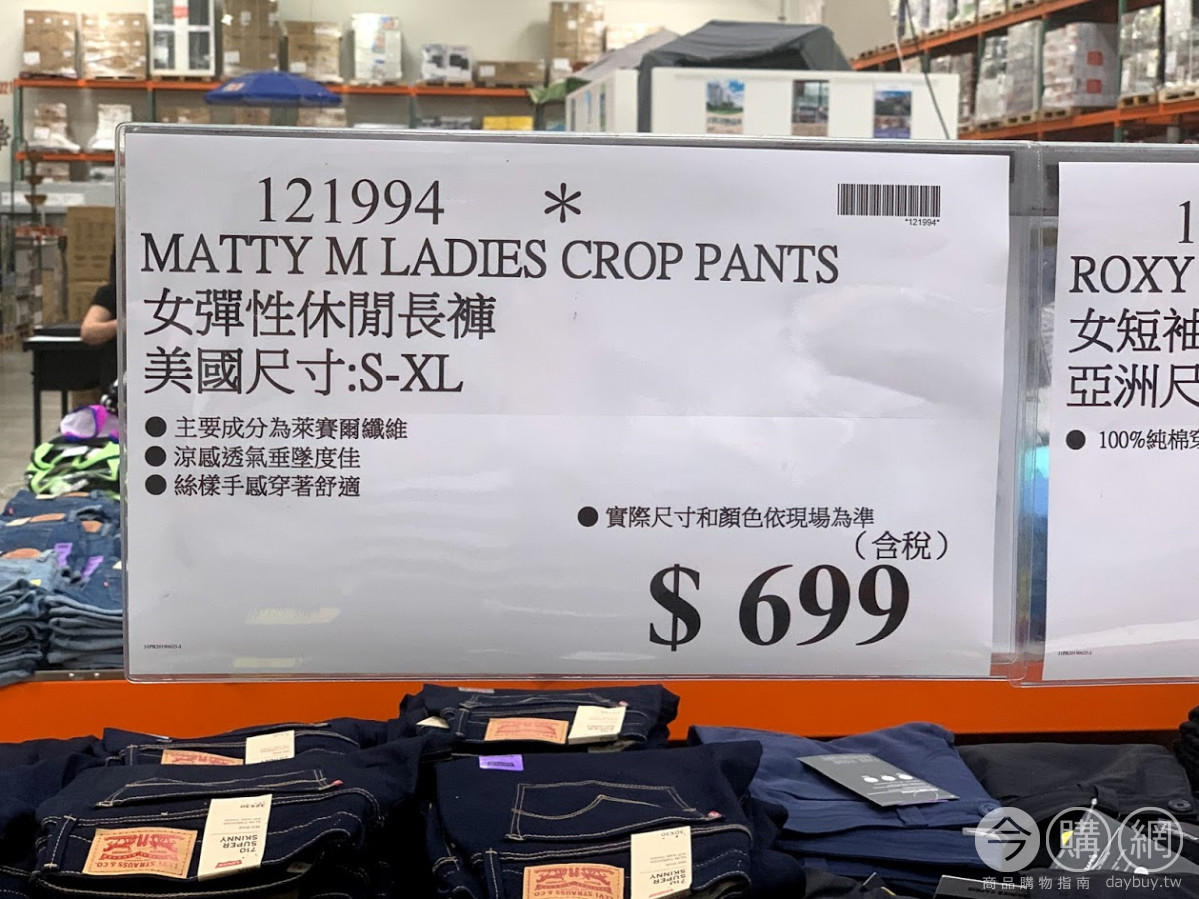 121994 *
*121994*
MATTY M LADIES CROP PANTS
女彈性休閒長褲
美國尺寸:S-XL
● 主要成分為萊賽爾纖維
● 涼感透氣垂墜度佳
● 絲樣手感穿著舒適
● 實際尺寸和顏色依現場為準
（含稅）
$ 699
1
ROXY
女短袖
亞洲尺
● 100%純棉穿
710
SUPER
SKINNY
LEVI STRAUSS & CO.
今購網
商品購物指南 daybuy.tw